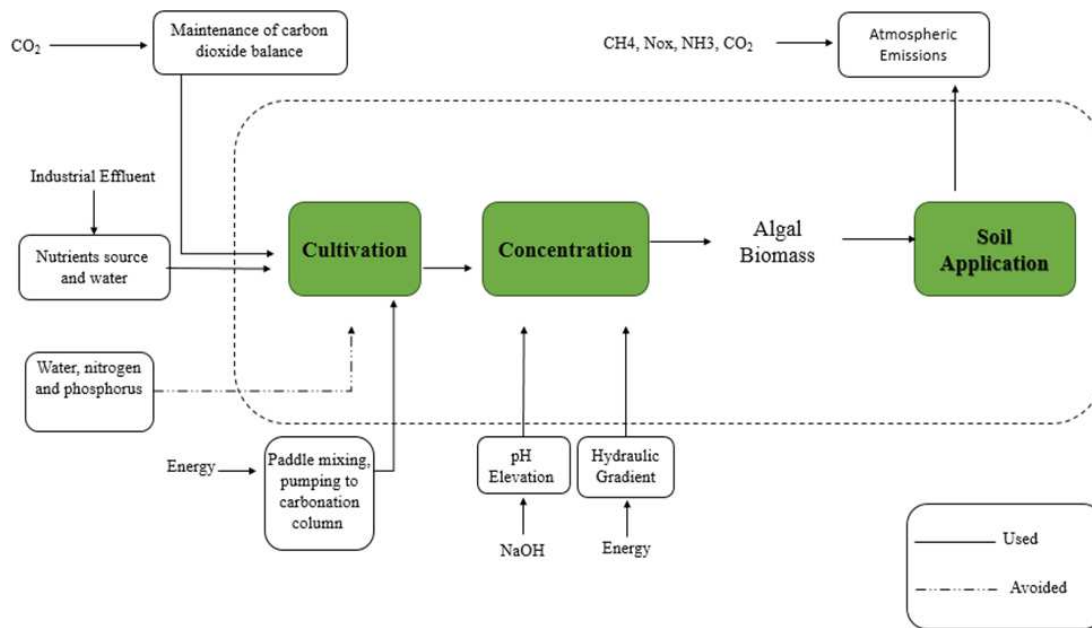 CO₂
Maintenance of carbon
dioxide balance
CH4, Nox, NH3, CO₂
Atmospheric
Emissions
Industrial Effluent
Nutrients source
and water
Cultivation
Concentration
Algal
Biomass
Soil
Application
Water, nitrogen
and phosphorus
Energy
Paddle mixing,
pumping to
carbonation
column
pH
Elevation
Hydraulic
Gradient
NaOH
Energy
Used
Avoided